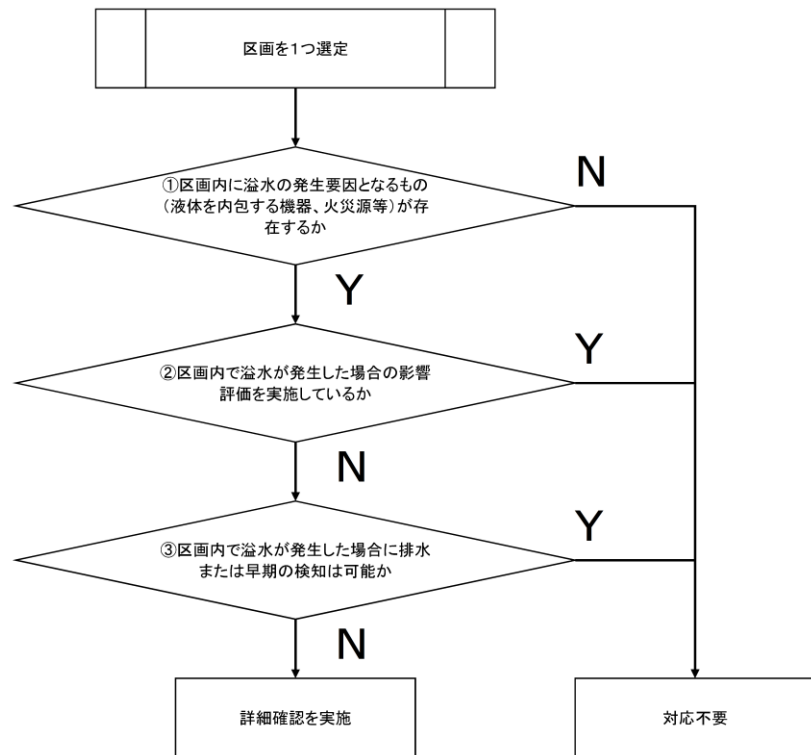 区画を1つ選定
①区画内に溢水の発生要因となるもの
(液体を内包する機器、火災源等)が存
在するか
N
Y
②区画内で溢水が発生した場合の影響
評価を実施しているか
Y
N
③区画内で溢水が発生した場合に排水
または早期の検知は可能か
Y
N
詳細確認を実施
対応不要